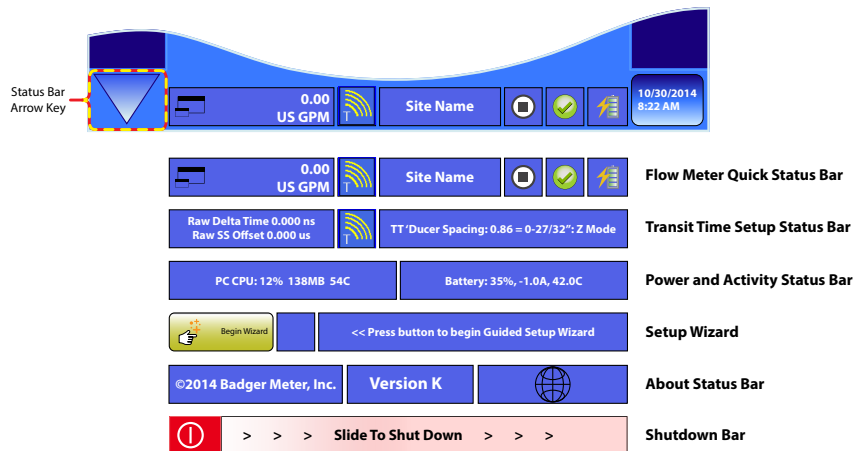 Status Bar
Arrow Key
0.00
US GPM
T
Site Name
10/30/2014
8:22 AM
0.00
US GPM
T
Site Name
Flow Meter Quick Status Bar
Raw Delta Time 0.000 ns
Raw SS Offset 0.000 us
T
TT 'Ducer Spacing: 0.86 = 0-27/32": Z Mode
Transit Time Setup Status Bar
PC CPU: 12%  138MB  54C
Battery: 35%, -1.0A, 42.0C
Power and Activity Status Bar
Begin Wizard
<< Press button to begin Guided Setup Wizard
Setup Wizard
©2014 Badger Meter, Inc.
Version K
About Status Bar
> > > Slide To Shut Down > > >
Shutdown Bar